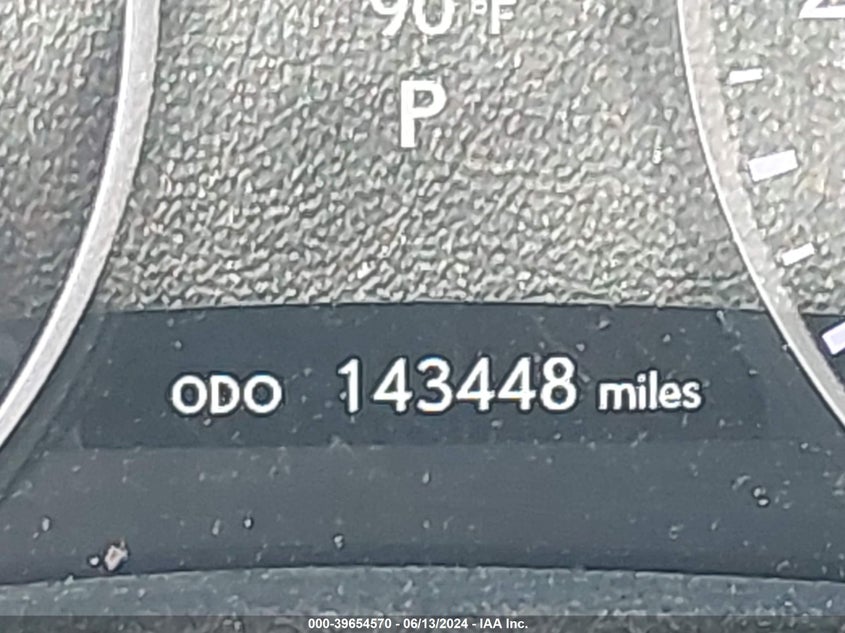 90 °F
P
ODO 143448 miles
000-39654570 - 06/13/2024 - IAA Inc.